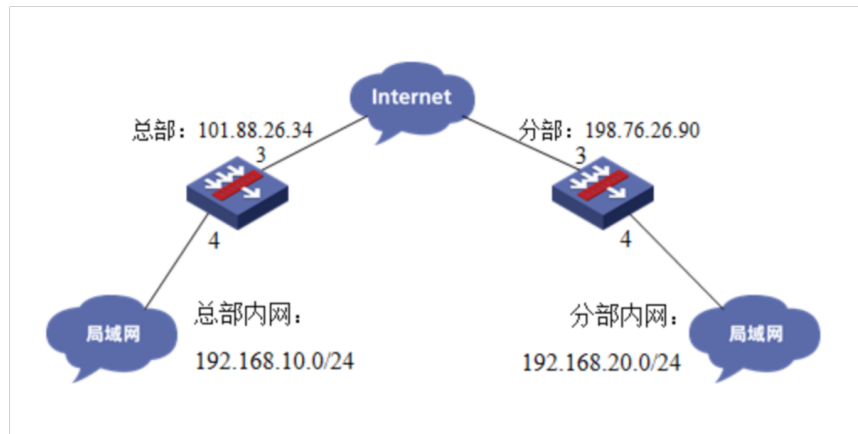 Internet
总部：101.88.26.34
分部：198.76.26.90
3
3
4
4
局域网
总部内网：
192.168.10.0/24
分部内网：
192.168.20.0/24
局域网